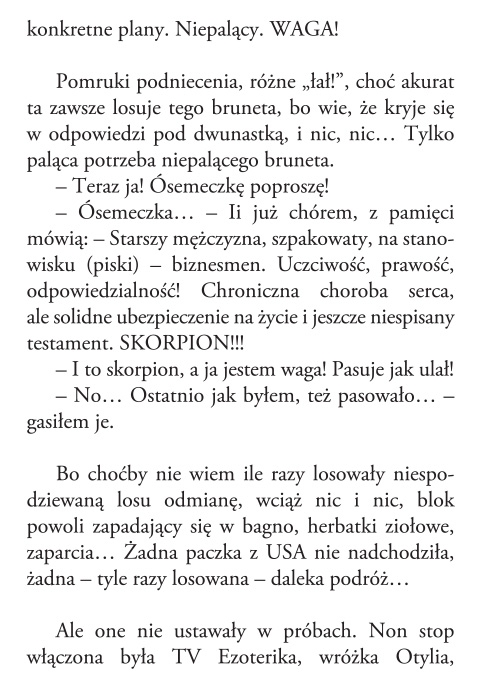 konkretne plany. Niepalący. WAGA!
Pomruki podniecenia, różne „łał!”, choć akurat
ta zawsze losuje tego bruneta, bo wie, że kryje się
w odpowiedzi pod dwunastką, i nic, nic… Tylko
paląca potrzeba niepalącego bruneta.
– Teraz ja! Ósemeczkę poproszę!
– Ósemeczka… – Ii już chórem, z pamięci
mówią: – Starszy mężczyzna, szpakowaty, na stano-
wisku (piski) – biznesmen. Uczciwość, prawość,
odpowiedzialność! Chroniczna choroba serca,
ale solidne ubezpieczenie na życie i jeszcze niespisany
testament. SKORPION!!!
– I to skorpion, a ja jestem waga! Pasuje jak ulał!
– No… Ostatnio jak byłem, też pasowało… –
gasiłem je.
Bo choćby nie wiem ile razy losowały niespo-
dziewaną losu odmianę, wciąż nic i nic, blok
powoli zapadający się w bagno, herbatki ziołowe,
zaparcia… Żadna paczka z USA nie nadchodziła,
żadna – tyle razy losowana – daleka podróż…
Ale one nie ustawały w próbach. Non stop
włączona była TV Ezoterika, wróżka Otylia,